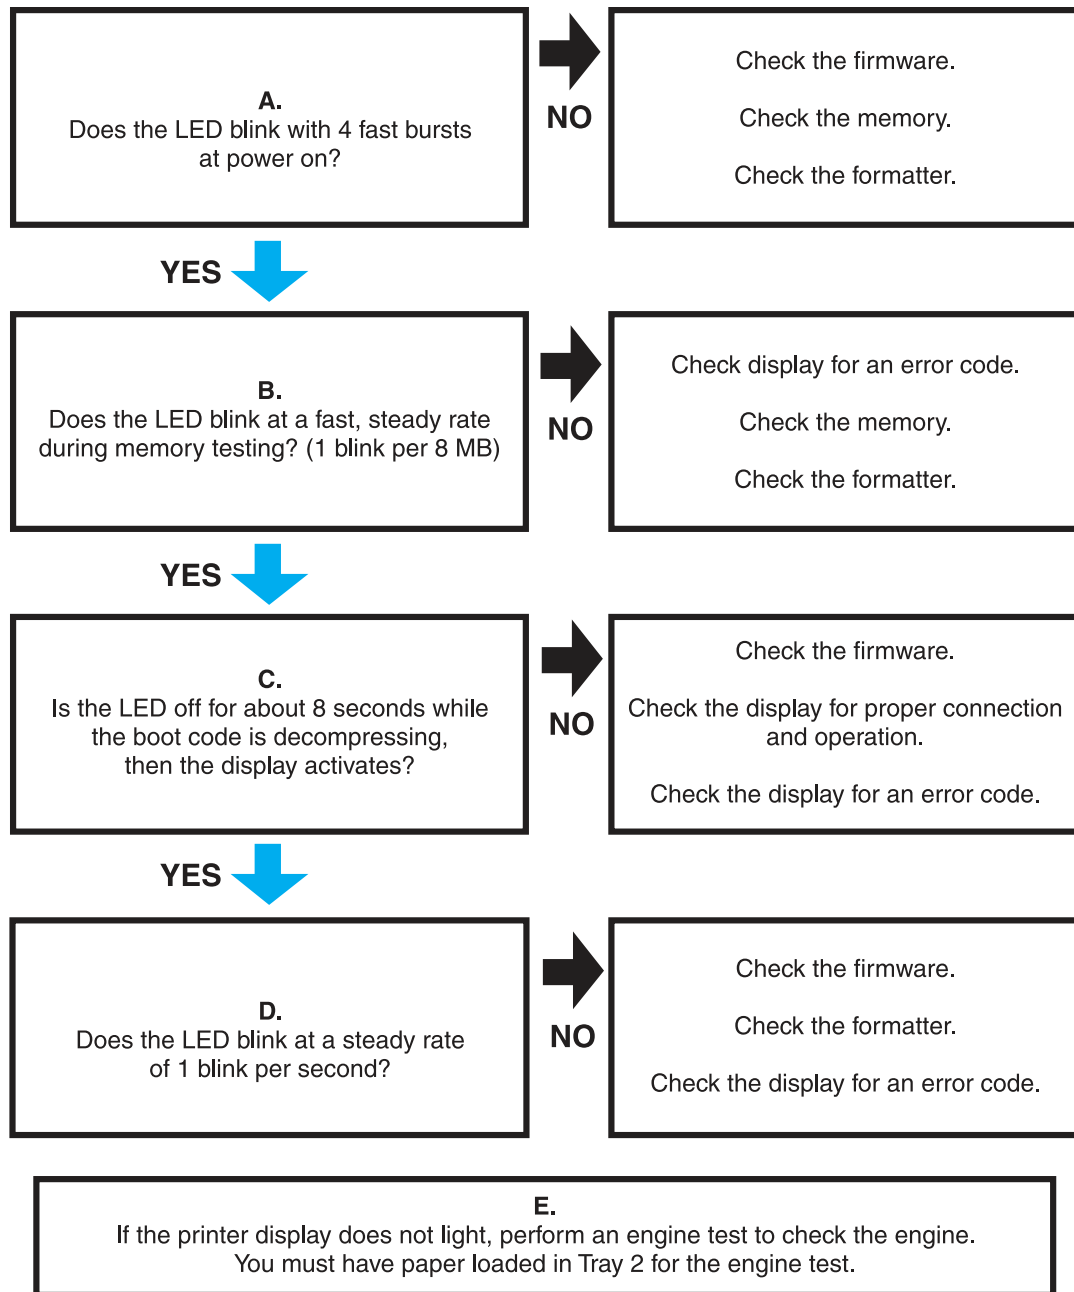 A.
Does the LED blink with 4 fast bursts
at power on?
NO
Check the firmware.
Check the memory.
Check the formatter.
YES
B.
Does the LED blink at a fast, steady rate
during memory testing? (1 blink per 8 MB)
NO
Check display for an error code.
Check the memory.
Check the formatter.
YES
C.
Is the LED off for about 8 seconds while
the boot code is decompressing,
then the display activates?
NO
Check the firmware.
Check the display for proper connection
and operation.
Check the display for an error code.
YES
D.
Does the LED blink at a steady rate
of 1 blink per second?
NO
Check the firmware.
Check the formatter.
Check the display for an error code.
E.
If the printer display does not light, perform an engine test to check the engine.
You must have paper loaded in Tray 2 for the engine test.